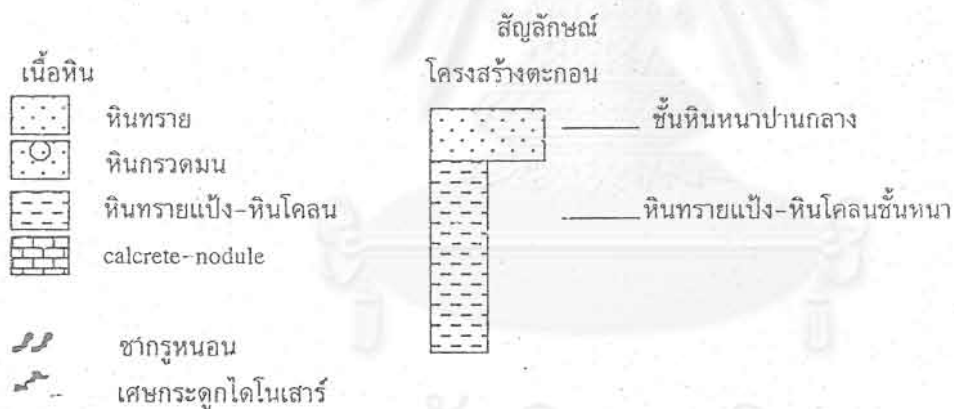 สัญลักษณ์
เนื้อหิน
หินทราย
หินกรวดมน
หินทรายแป้ง-หินโคลน
calcrete-nodule
ซากรูหนอน
เศษกระดูกไดโนเสาร์
โครงสร้างตะกอน
ชั้นหินหนาปานกลาง
หินทรายแป้ง-หินโคลนชั้นหนา